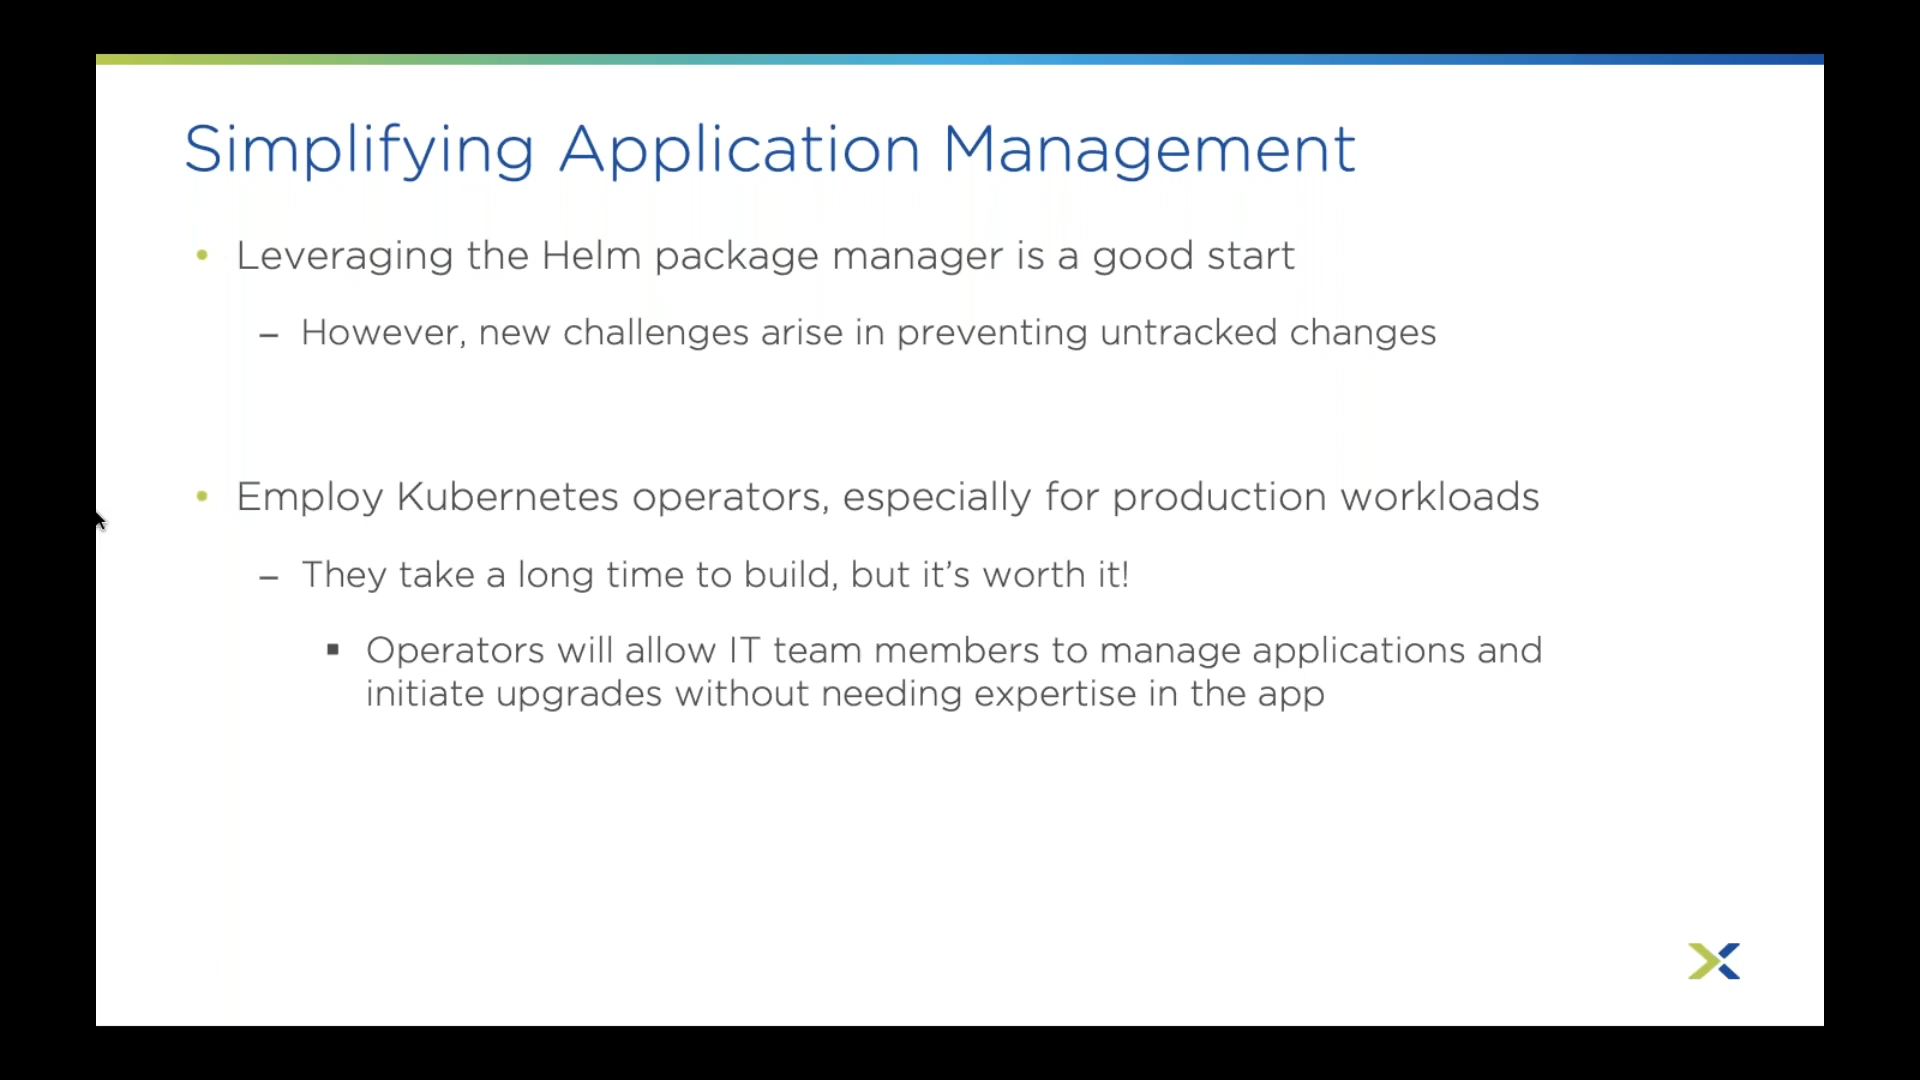 Simplifying Application Management
• Leveraging the Helm package manager is a good start
– However, new challenges arise in preventing untracked changes
• Employ Kubernetes operators, especially for production workloads
– They take a long time to build, but it’s worth it!
▪ Operators will allow IT team members to manage applications and
initiate upgrades without needing expertise in the app